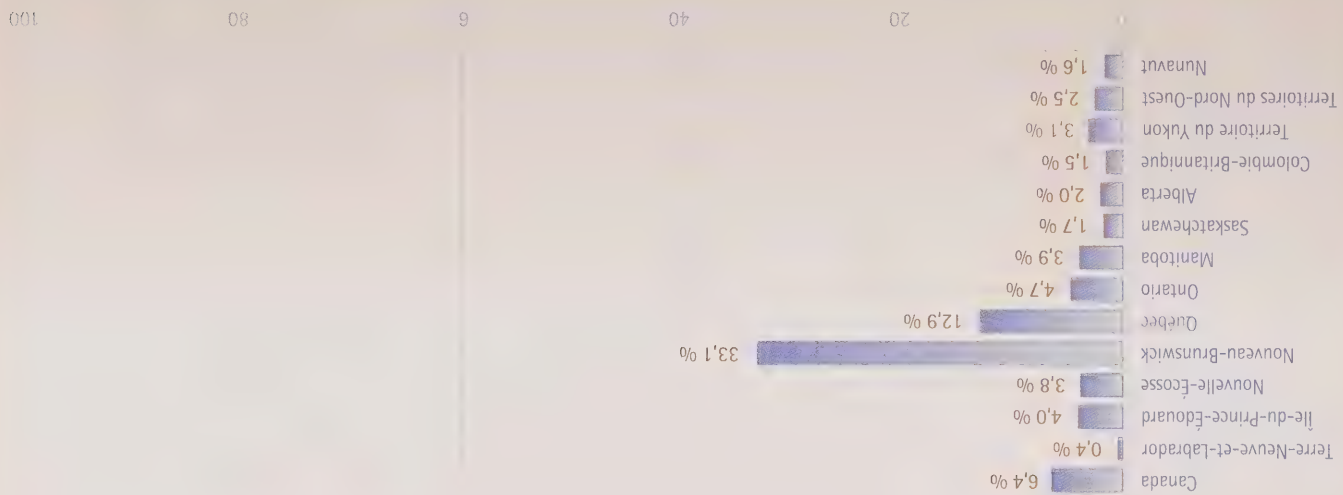 Canada 6,4 %
Terre-Neuve-et-Labrador 0,4 %
Île-du-Prince-Édouard 4,0 %
Nouvelle-Écosse 3,8 %
Nouveau-Brunswick 33,1 %
Québec 12,9 %
Ontario 4,7 %
Manitoba 3,9 %
Saskatchewan 1,7 %
Alberta 2,0 %
Colombie-Britannique 1,5 %
Territoire du Yukon 3,1 %
Territoires du Nord-Ouest 2,5 %
Nunavut 1,6 %
20 40 80 100